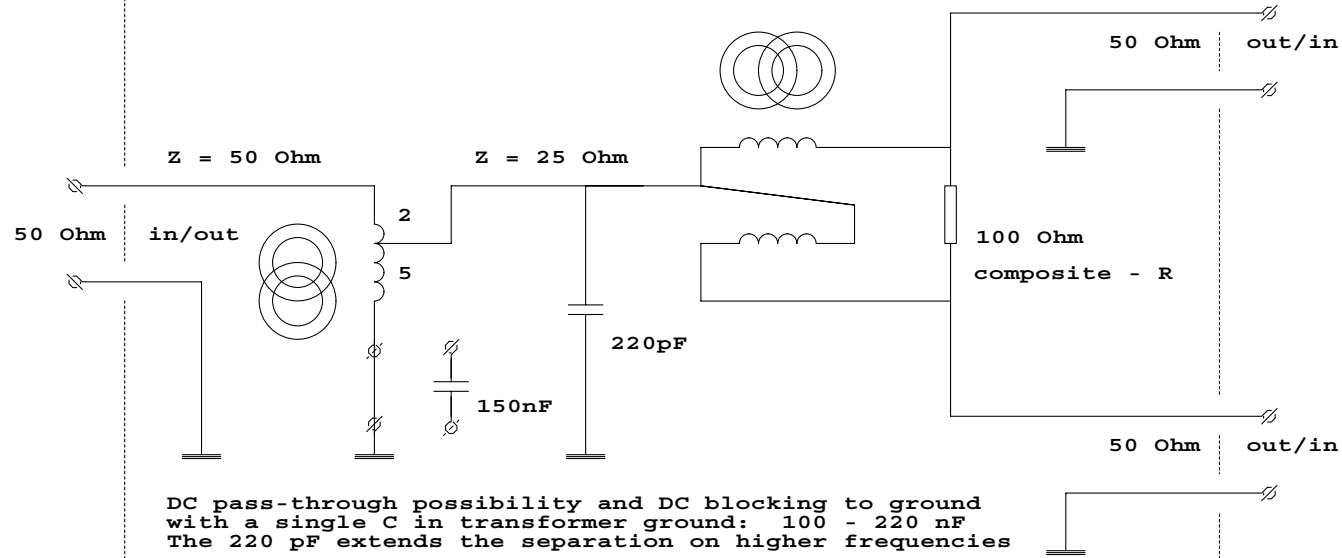 50 Ohm out/in
Z = 50 Ohm Z = 25 Ohm
2
50 Ohm in/out
100 Ohm
5
composite - R
220pF
150nF
50 Ohm out/in
DC pass-through possibility and DC blocking to ground
with a single C in transformer ground: 100 - 220 nF
The 220 pF extends the separation on higher frequencies